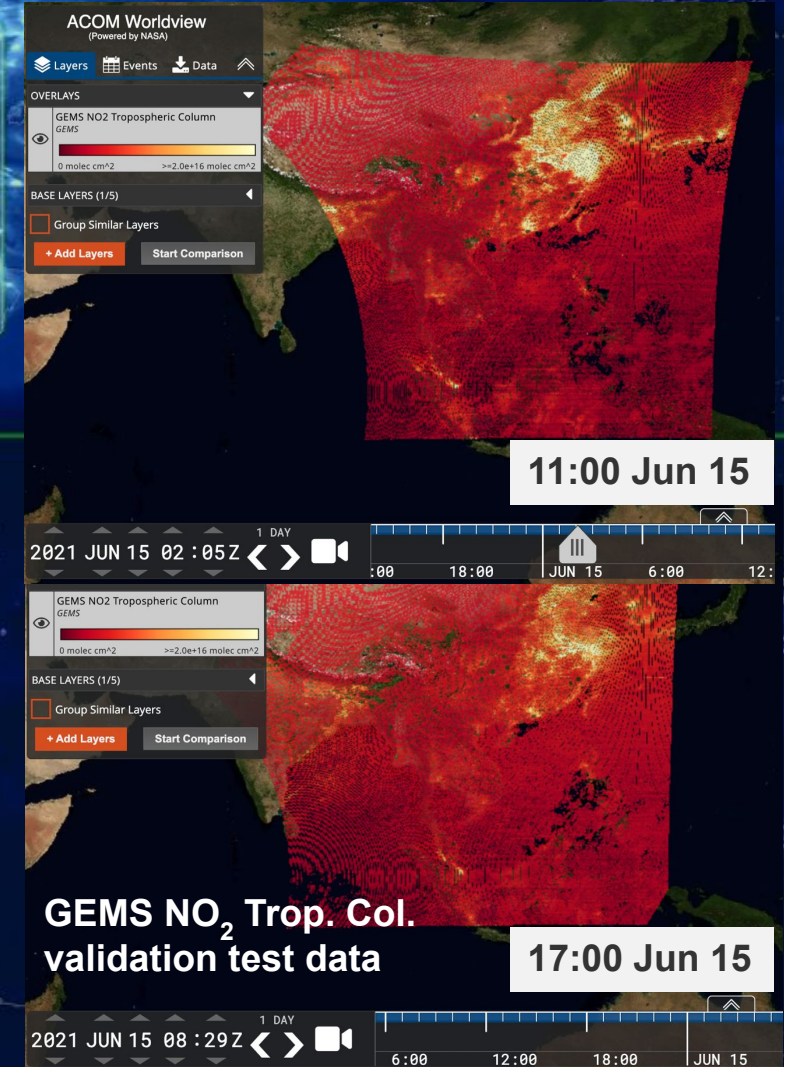 ACOM Worldview
(Powered by NASA)
Layers Events Data
OVERLAYS
GEMS NO2 Tropospheric Column
GEMS
0 molec cm^2 >=2.0e+16 molec cm^2
BASE LAYERS (1/5)
Group Similar Layers
+ Add Layers Start Comparison
11:00 Jun 15
1 DAY
2021 JUN 15 02:05Z
:00 18:00 JUN 15 6:00 12:
GEMS NO2 Tropospheric Column
GEMS
0 molec cm^2 >=2.0e+16 molec cm^2
BASE LAYERS (1/5)
Group Similar Layers
+ Add Layers Start Comparison
GEMS NO₂ Trop. Col.
validation test data
17:00 Jun 15
1 DAY
2021 JUN 15 08:29Z
6:00 12:00 18:00 JUN 15